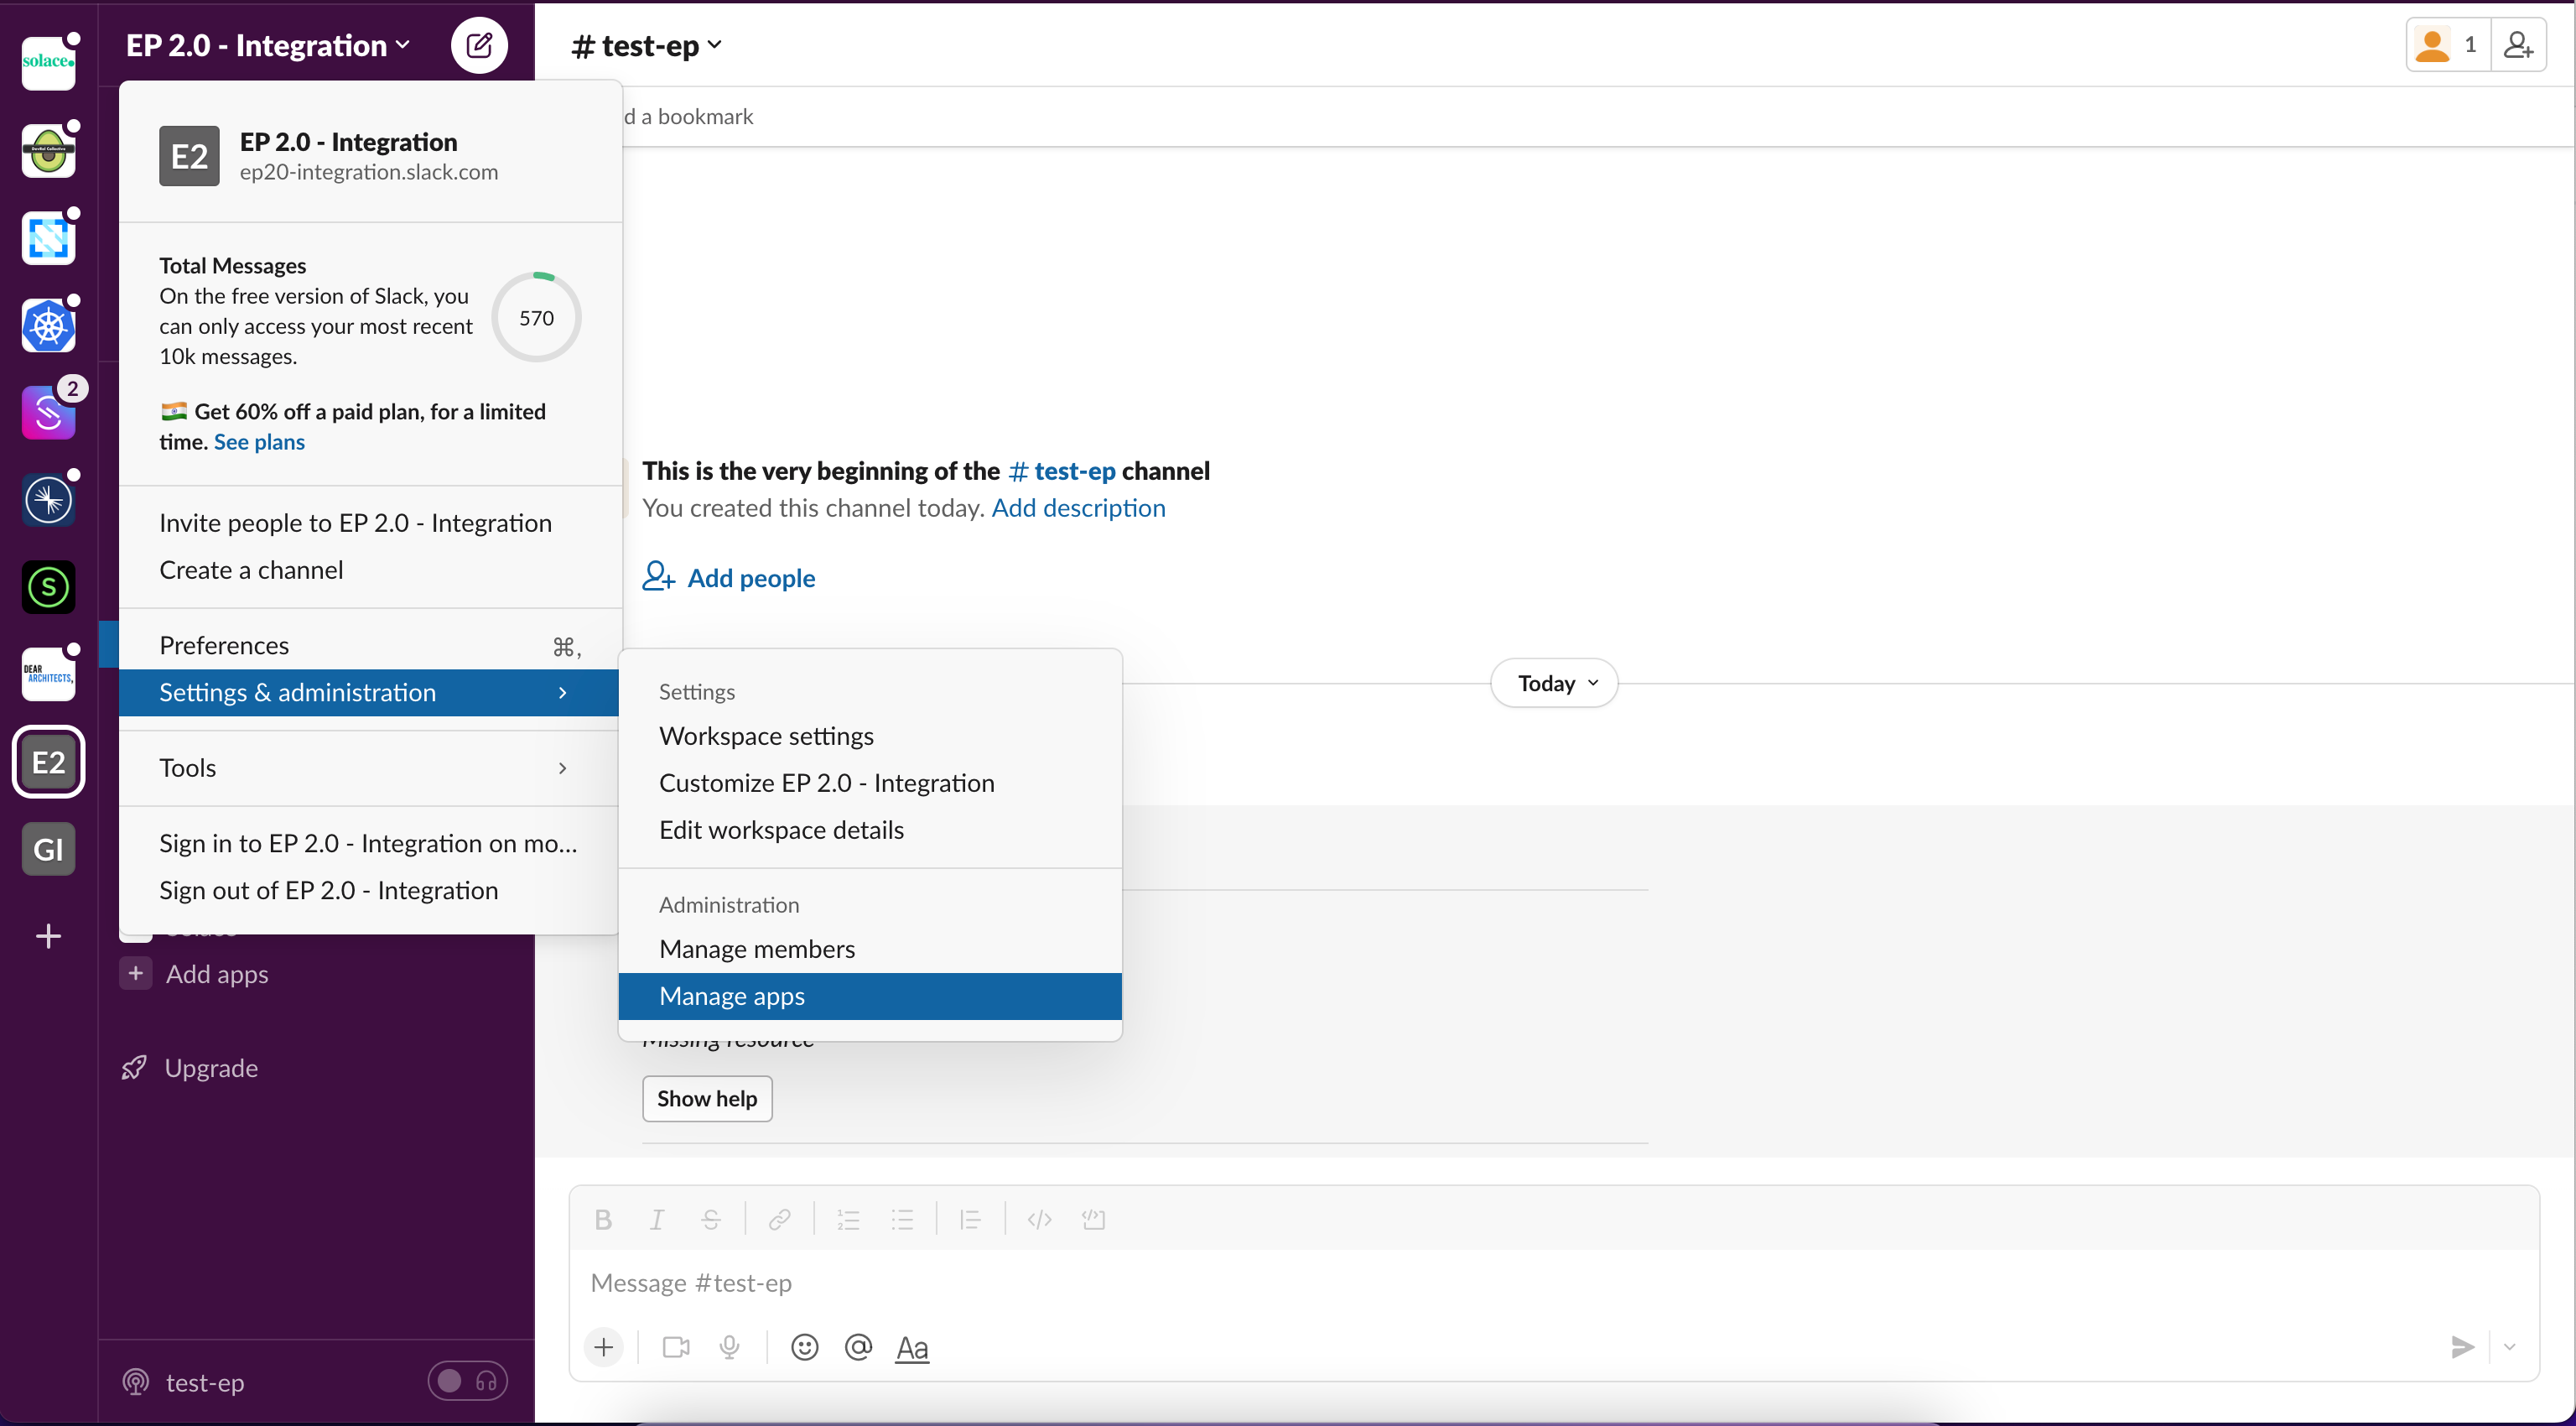 solace.
EP 2.0 - Integration
# test-ep
1
E2
EP 2.0 - Integration
ep20-integration.slack.com
d a bookmark
Total Messages
On the free version of Slack, you
can only access your most recent
10k messages.
570
Get 60% off a paid plan, for a limited
time. See plans
2
This is the very beginning of the # test-ep channel
You created this channel today. Add description
Add people
Invite people to EP 2.0 - Integration
Create a channel
S
Preferences ⌘,
Settings & administration
DEAR
ARCHITECTS,
Today
Settings
Workspace settings
Customize EP 2.0 - Integration
Edit workspace details
Tools
E2
Sign in to EP 2.0 - Integration on mo...
Sign out of EP 2.0 - Integration
GI
Administration
Manage members
Manage apps
Add apps
Missing resource
Upgrade
Show help
B I S
Message #test-ep
Aa
test-ep